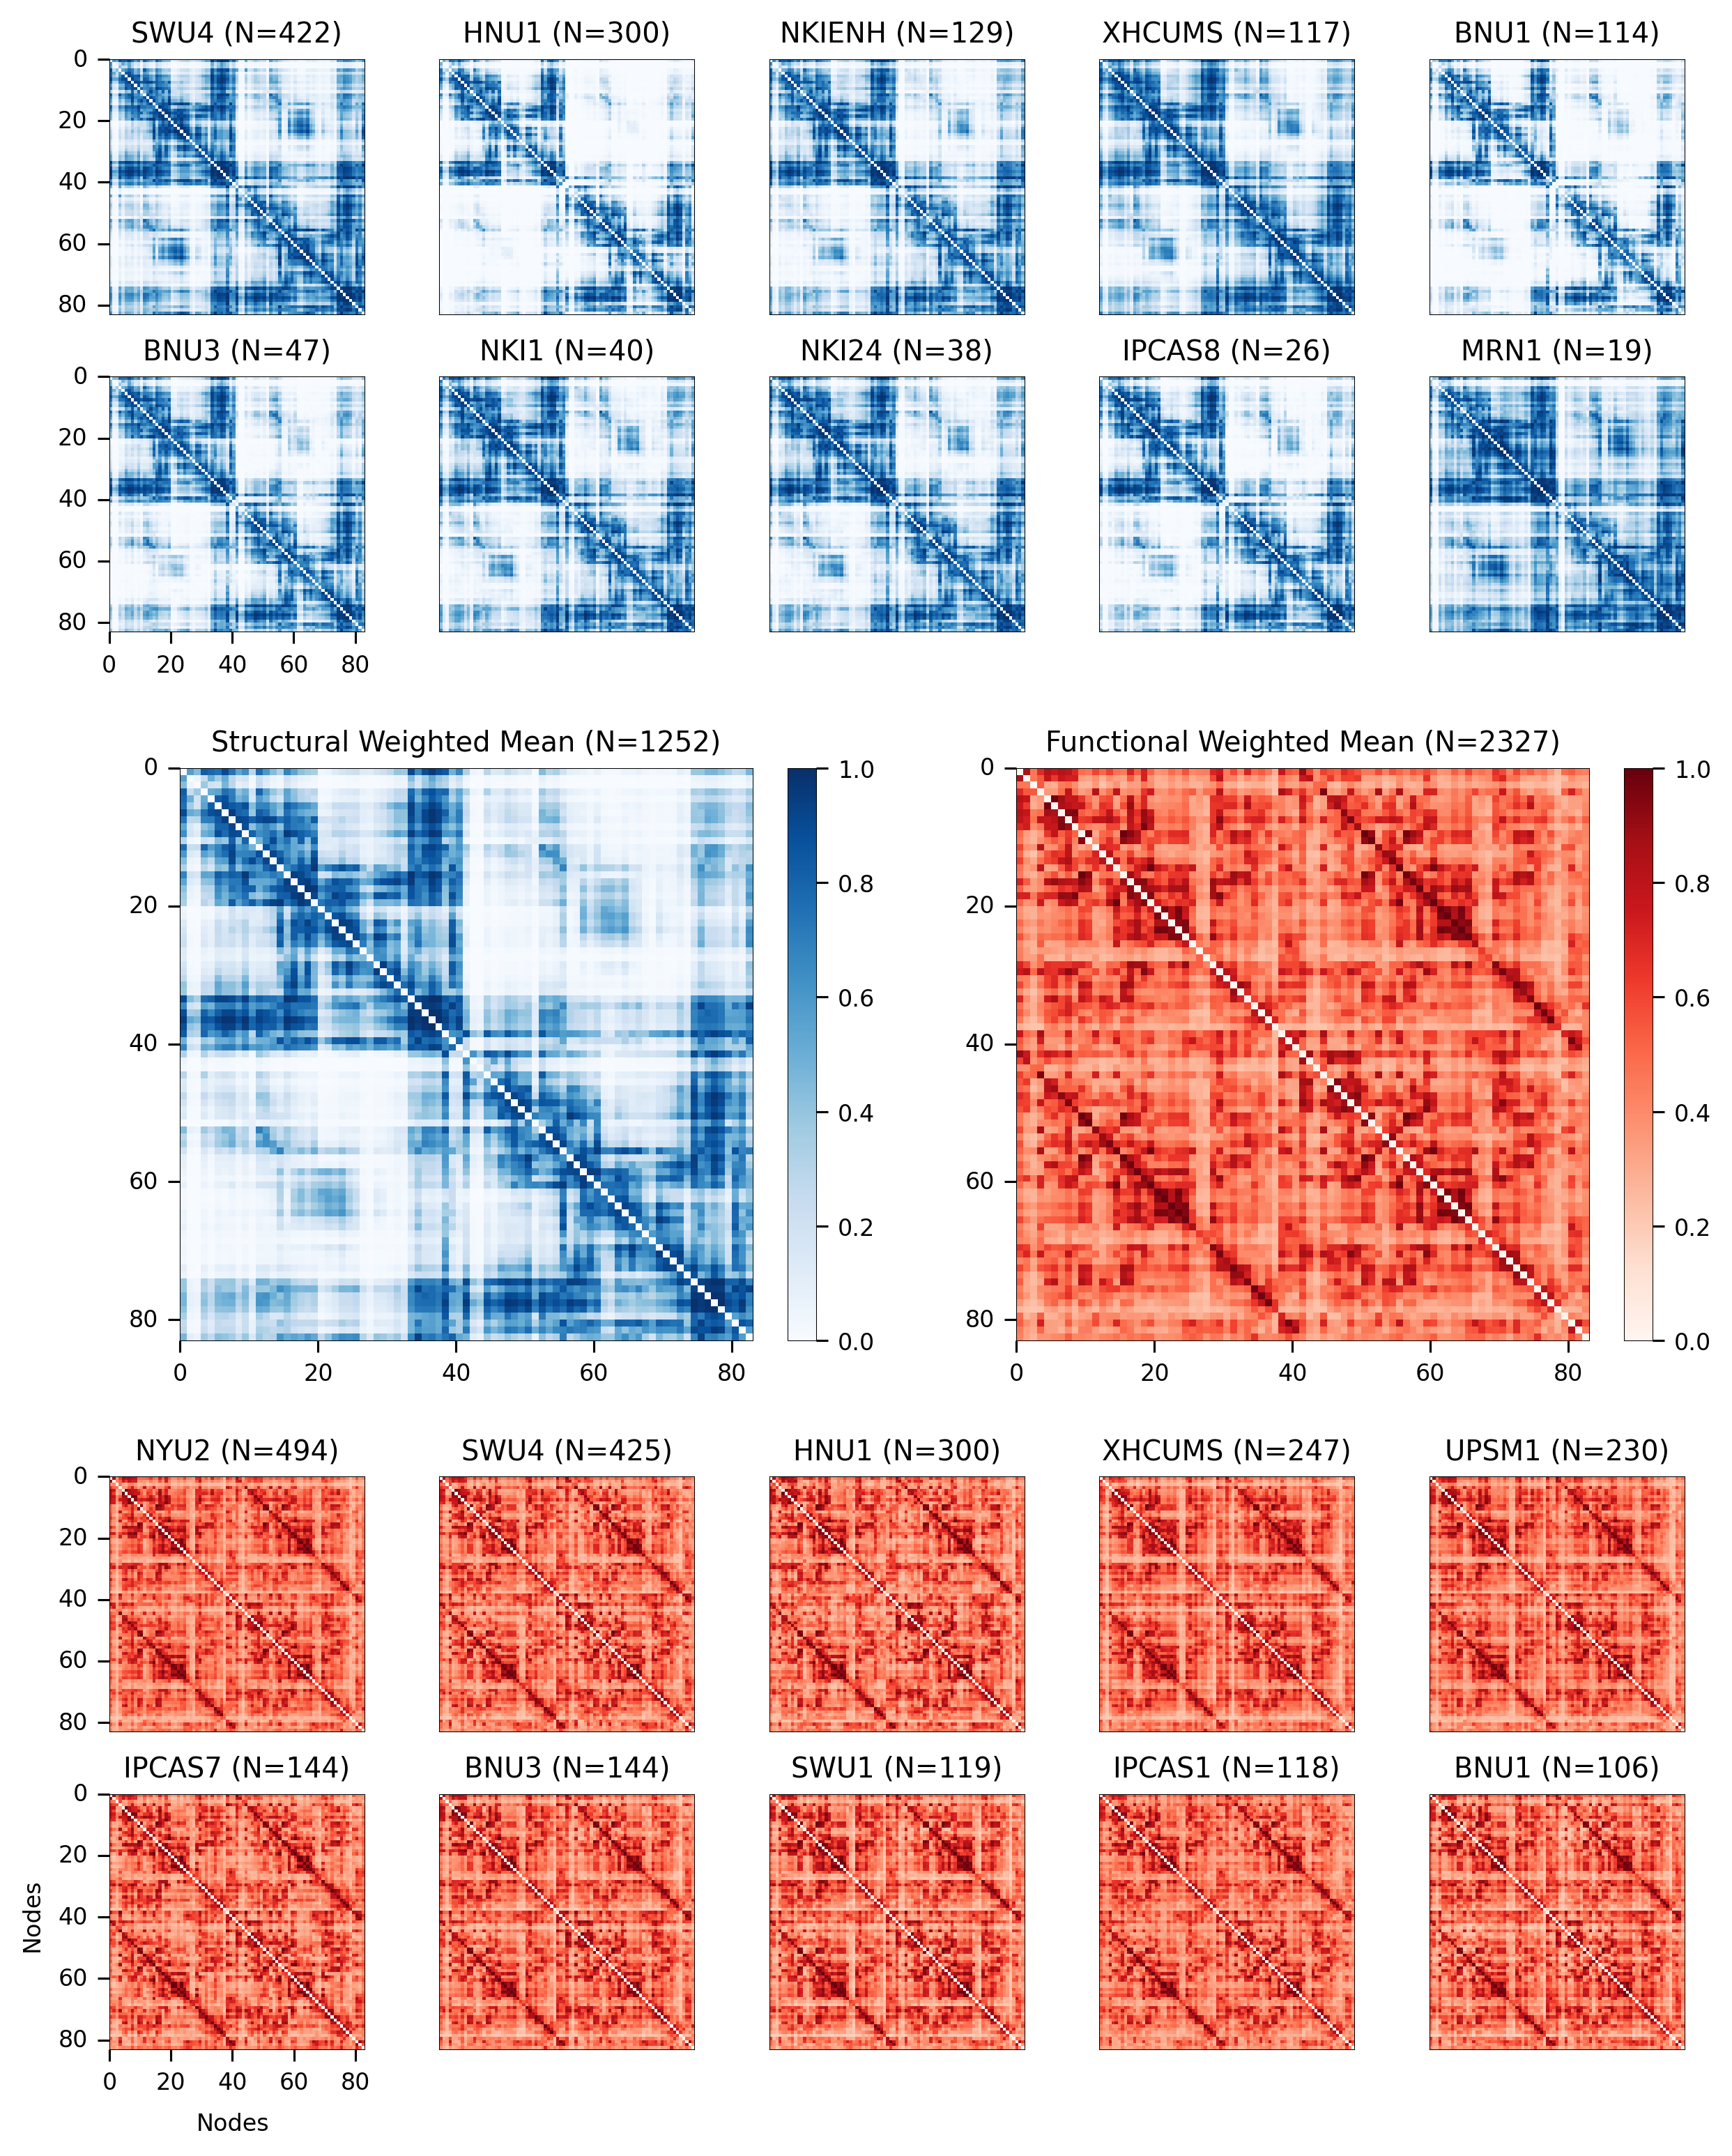 SWU4 (N=422) HNU1 (N=300) NKIENH (N=129) XHCUMS (N=117) BNU1 (N=114)
0
20
40
60
80
BNU3 (N=47) NKI1 (N=40) NKI24 (N=38) IPCAS8 (N=26) MRN1 (N=19)
0
20
40
60
80
0 20 40 60 80
Structural Weighted Mean (N=1252) Functional Weighted Mean (N=2327)
0 1.0 0 1.0
0.8 0.8
20 20
0.6 0.6
40 40
0.4 0.4
60 60
0.2 0.2
80 80
0.0 0.0
0 20 40 60 80 0 20 40 60 80
NYU2 (N=494) SWU4 (N=425) HNU1 (N=300) XHCUMS (N=247) UPSM1 (N=230)
0
20
40
60
80
IPCAS7 (N=144) BNU3 (N=144) SWU1 (N=119) IPCAS1 (N=118) BNU1 (N=106)
0
20
40
60
80
Nodes
0 20 40 60 80
Nodes